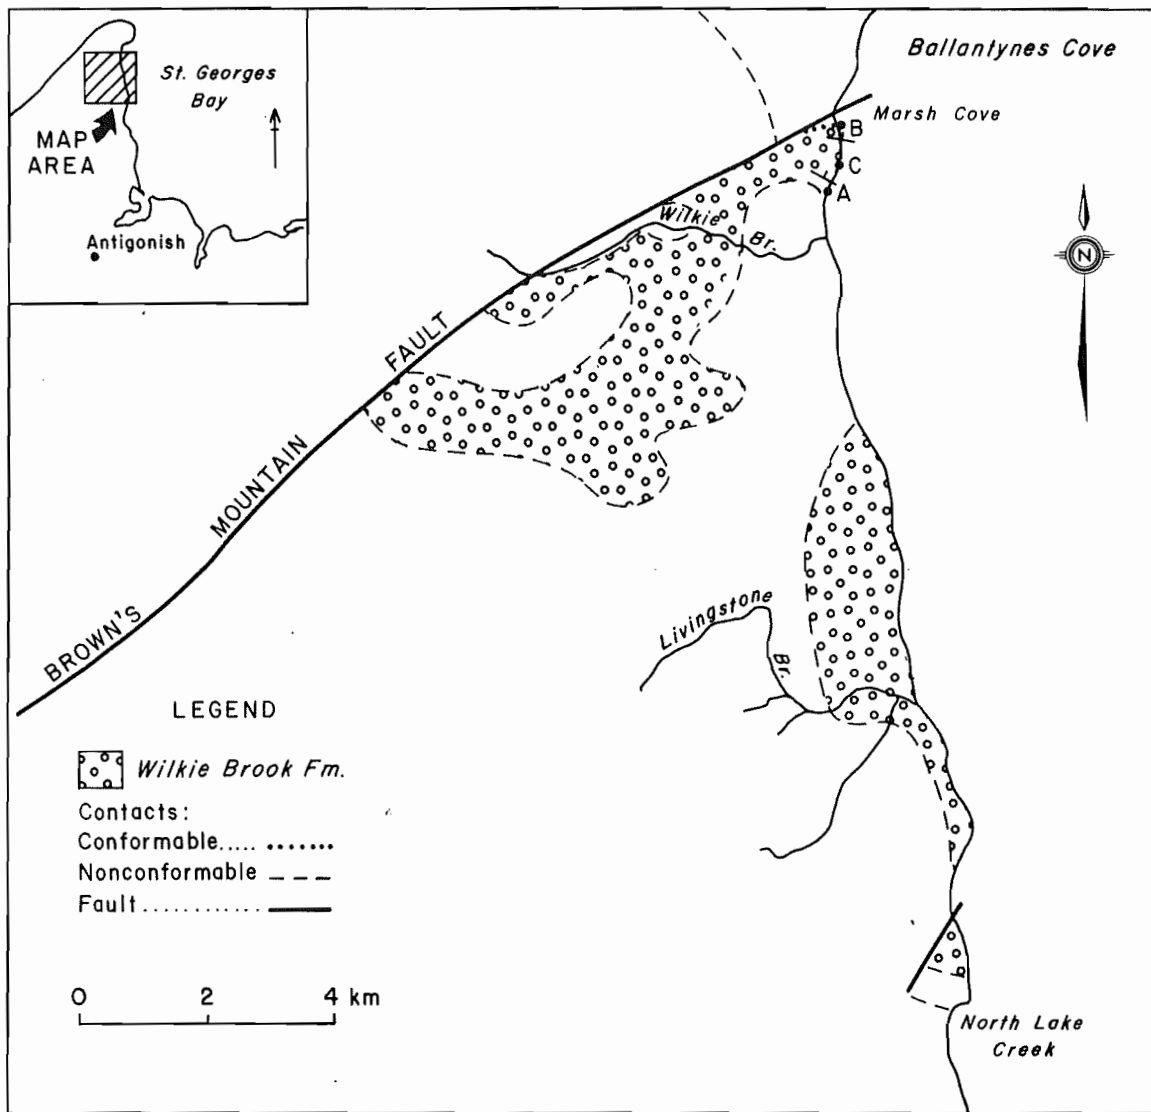 St. Georges
Bay
MAP
AREA
Antigonish
Ballantynes Cove
Marsh Cove
B
C
A
Wilkie
Br.
N
BROWN'S MOUNTAIN FAULT
Livingstone
Br.
LEGEND
Wilkie Brook Fm.
Contacts:
Conformable..... .......
Nonconformable _ _ _
Fault.............
0 2 4 km
North Lake
Creek